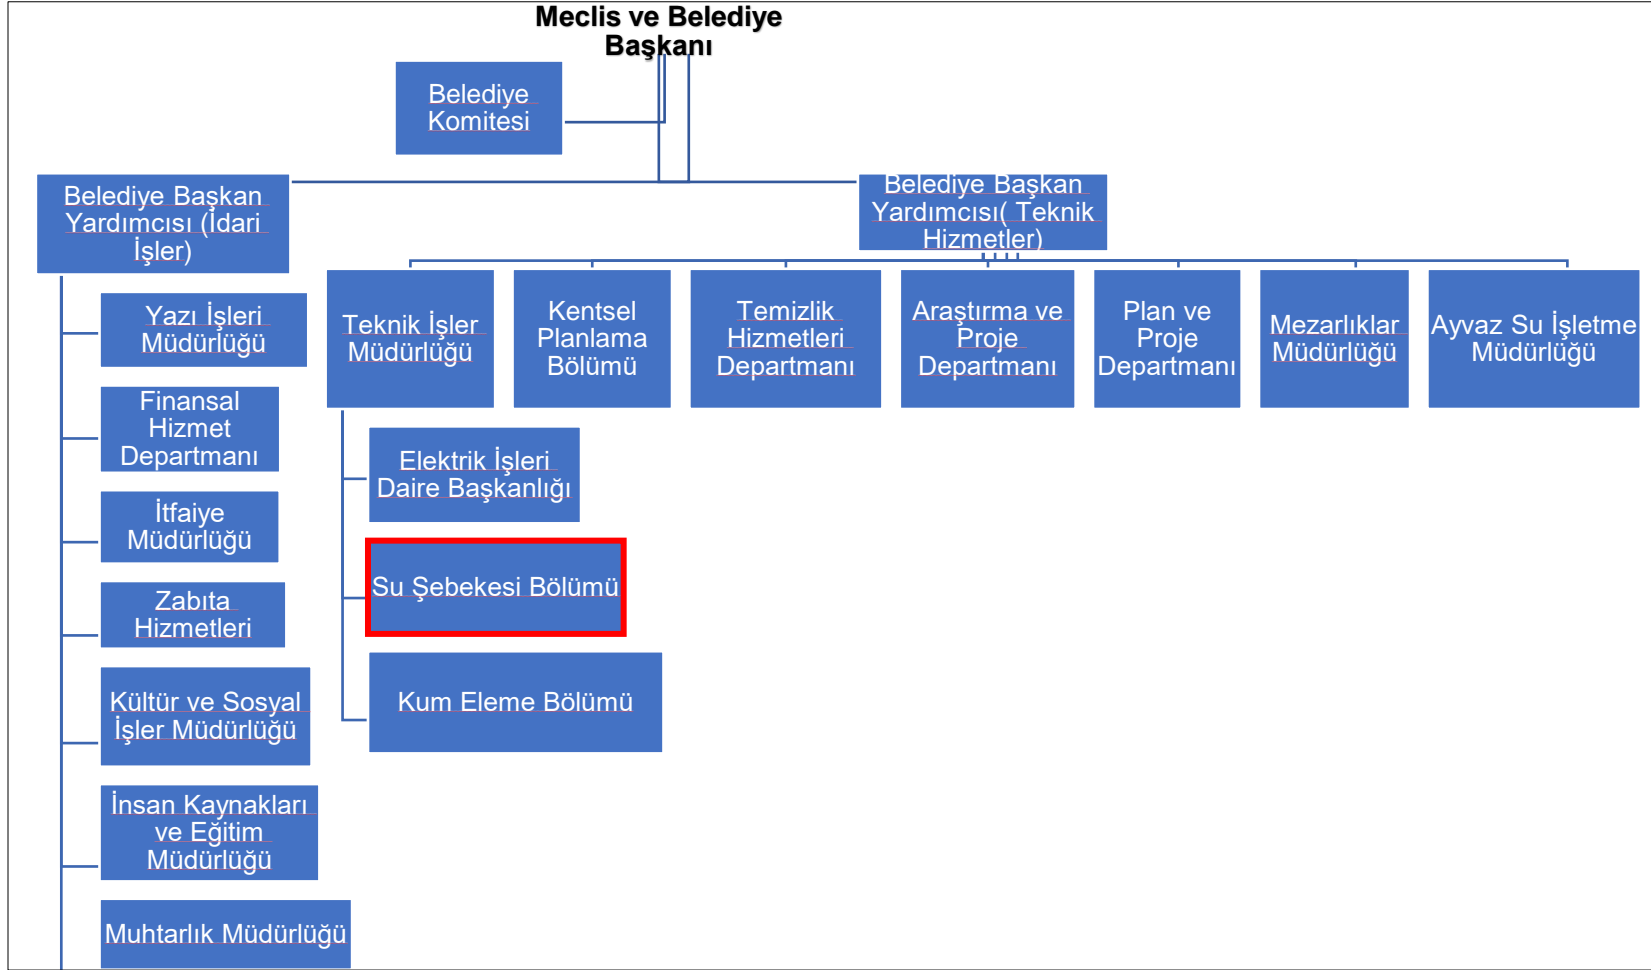 Meclis ve Belediye
Başkanı
Belediye
Komitesi
Belediye Başkan
Yardımcısı (İdari
İşler)
Belediye Başkan
Yardımcısı( Teknik
Hizmetler)
Yazı İşleri
Müdürlüğü
Finansal
Hizmet
Departmanı
İtfaiye
Müdürlüğü
Zabıta
Hizmetleri
Kültür ve Sosyal
İşler Müdürlüğü
İnsan Kaynakları
ve Eğitim
Müdürlüğü
Muhtarlık Müdürlüğü
Teknik İşler
Müdürlüğü
Kentsel
Planlama
Bölümü
Temizlik
Hizmetleri
Departmanı
Araştırma ve
Proje
Departmanı
Plan ve
Proje
Departmanı
Mezarlıklar
Müdürlüğü
Ayvaz Su İşletme
Müdürlüğü
Elektrik İşleri
Daire Başkanlığı
Su Şebekesi Bölümü
Kum Eleme Bölümü